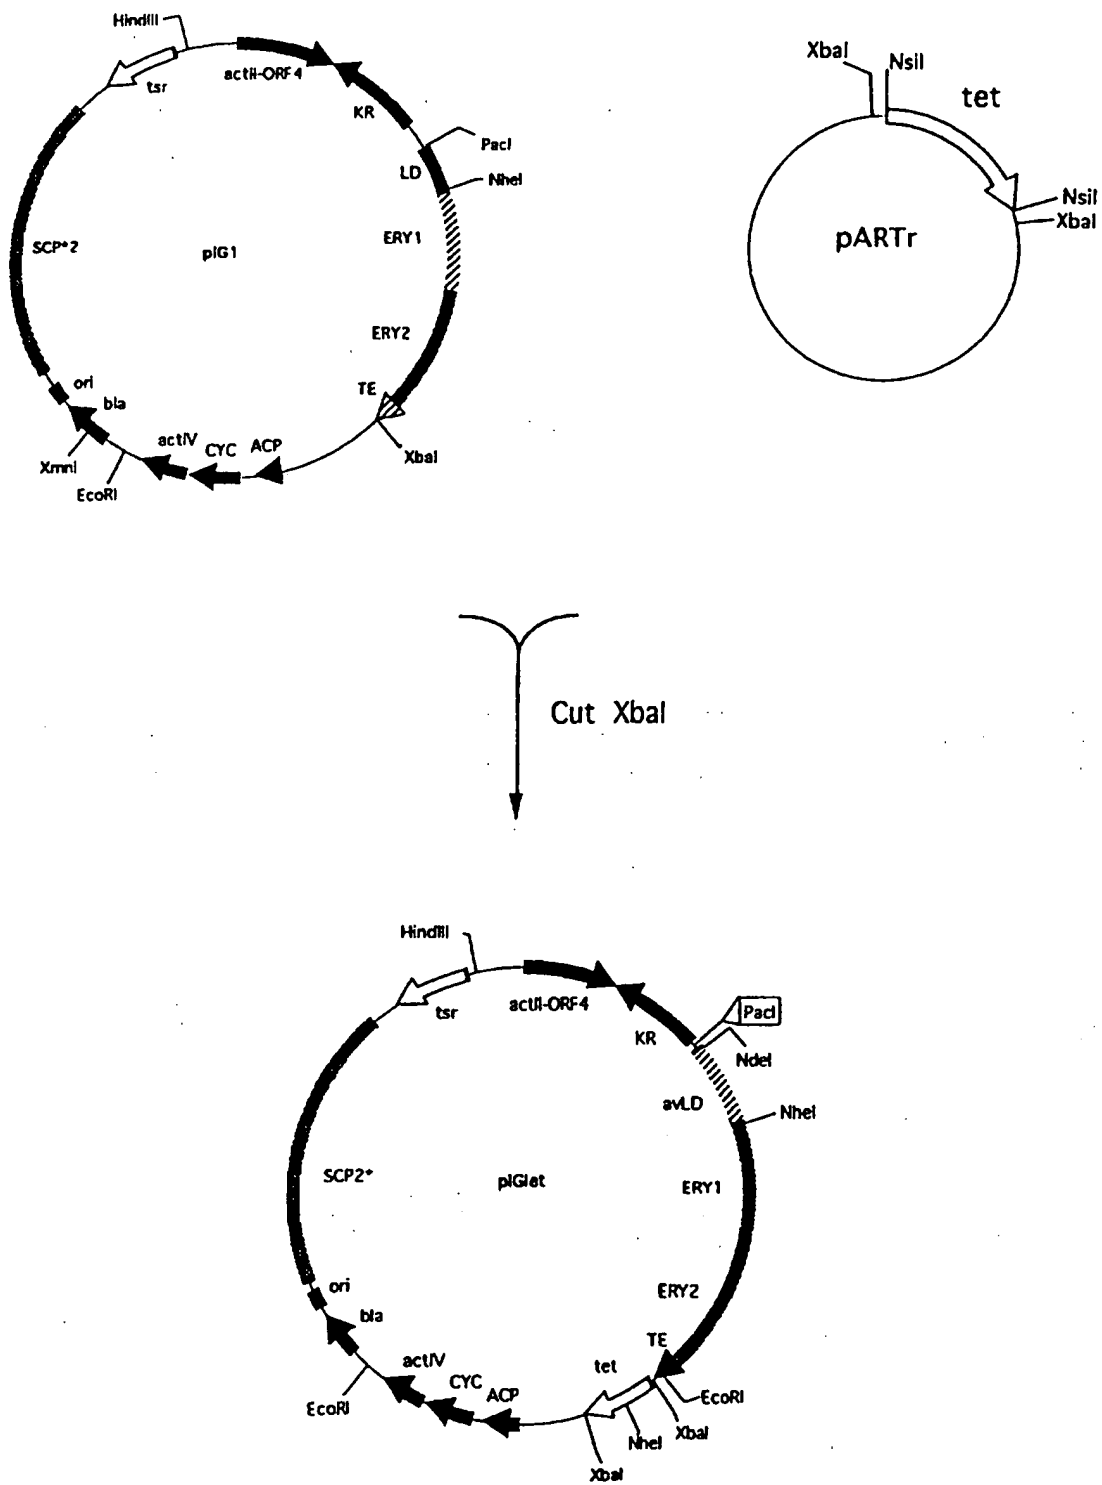 HindIII
tsr
actII-ORF4
KR
PacI
LD
NheI
ERY1
SCP*2
pIG1
ERY2
TE
ori
bla
actIV
CYC
ACP
XmnI
EcoRI
XbaI
XbaI
NsiI
tet
NsiI
XbaI
pARTr
Cut XbaI
HindIII
tsr
actII-ORF4
KR
PacI
NdeI
avLD
NheI
SCP2*
pIGlet
ERY1
ERY2
TE
ori
bla
tet
actIV
CYC
ACP
EcoRI
EcoRI
XbaI
NheI
XbaI